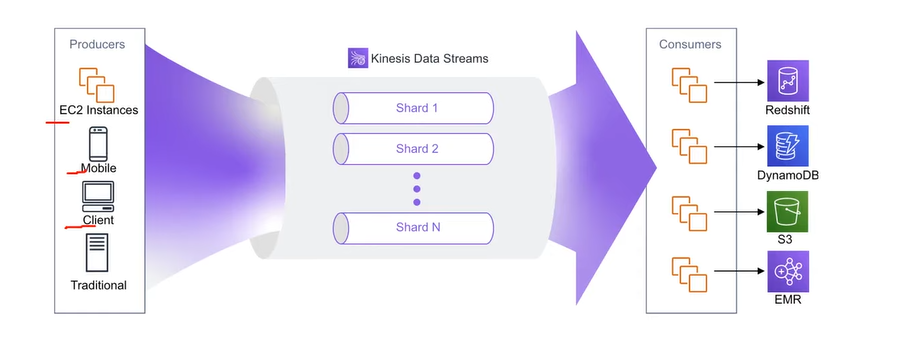 Producers
EC2 Instances
Mobile
Client
Traditional
Kinesis Data Streams
Shard 1
Shard 2
Shard N
Consumers
Redshift
DynamoDB
S3
EMR